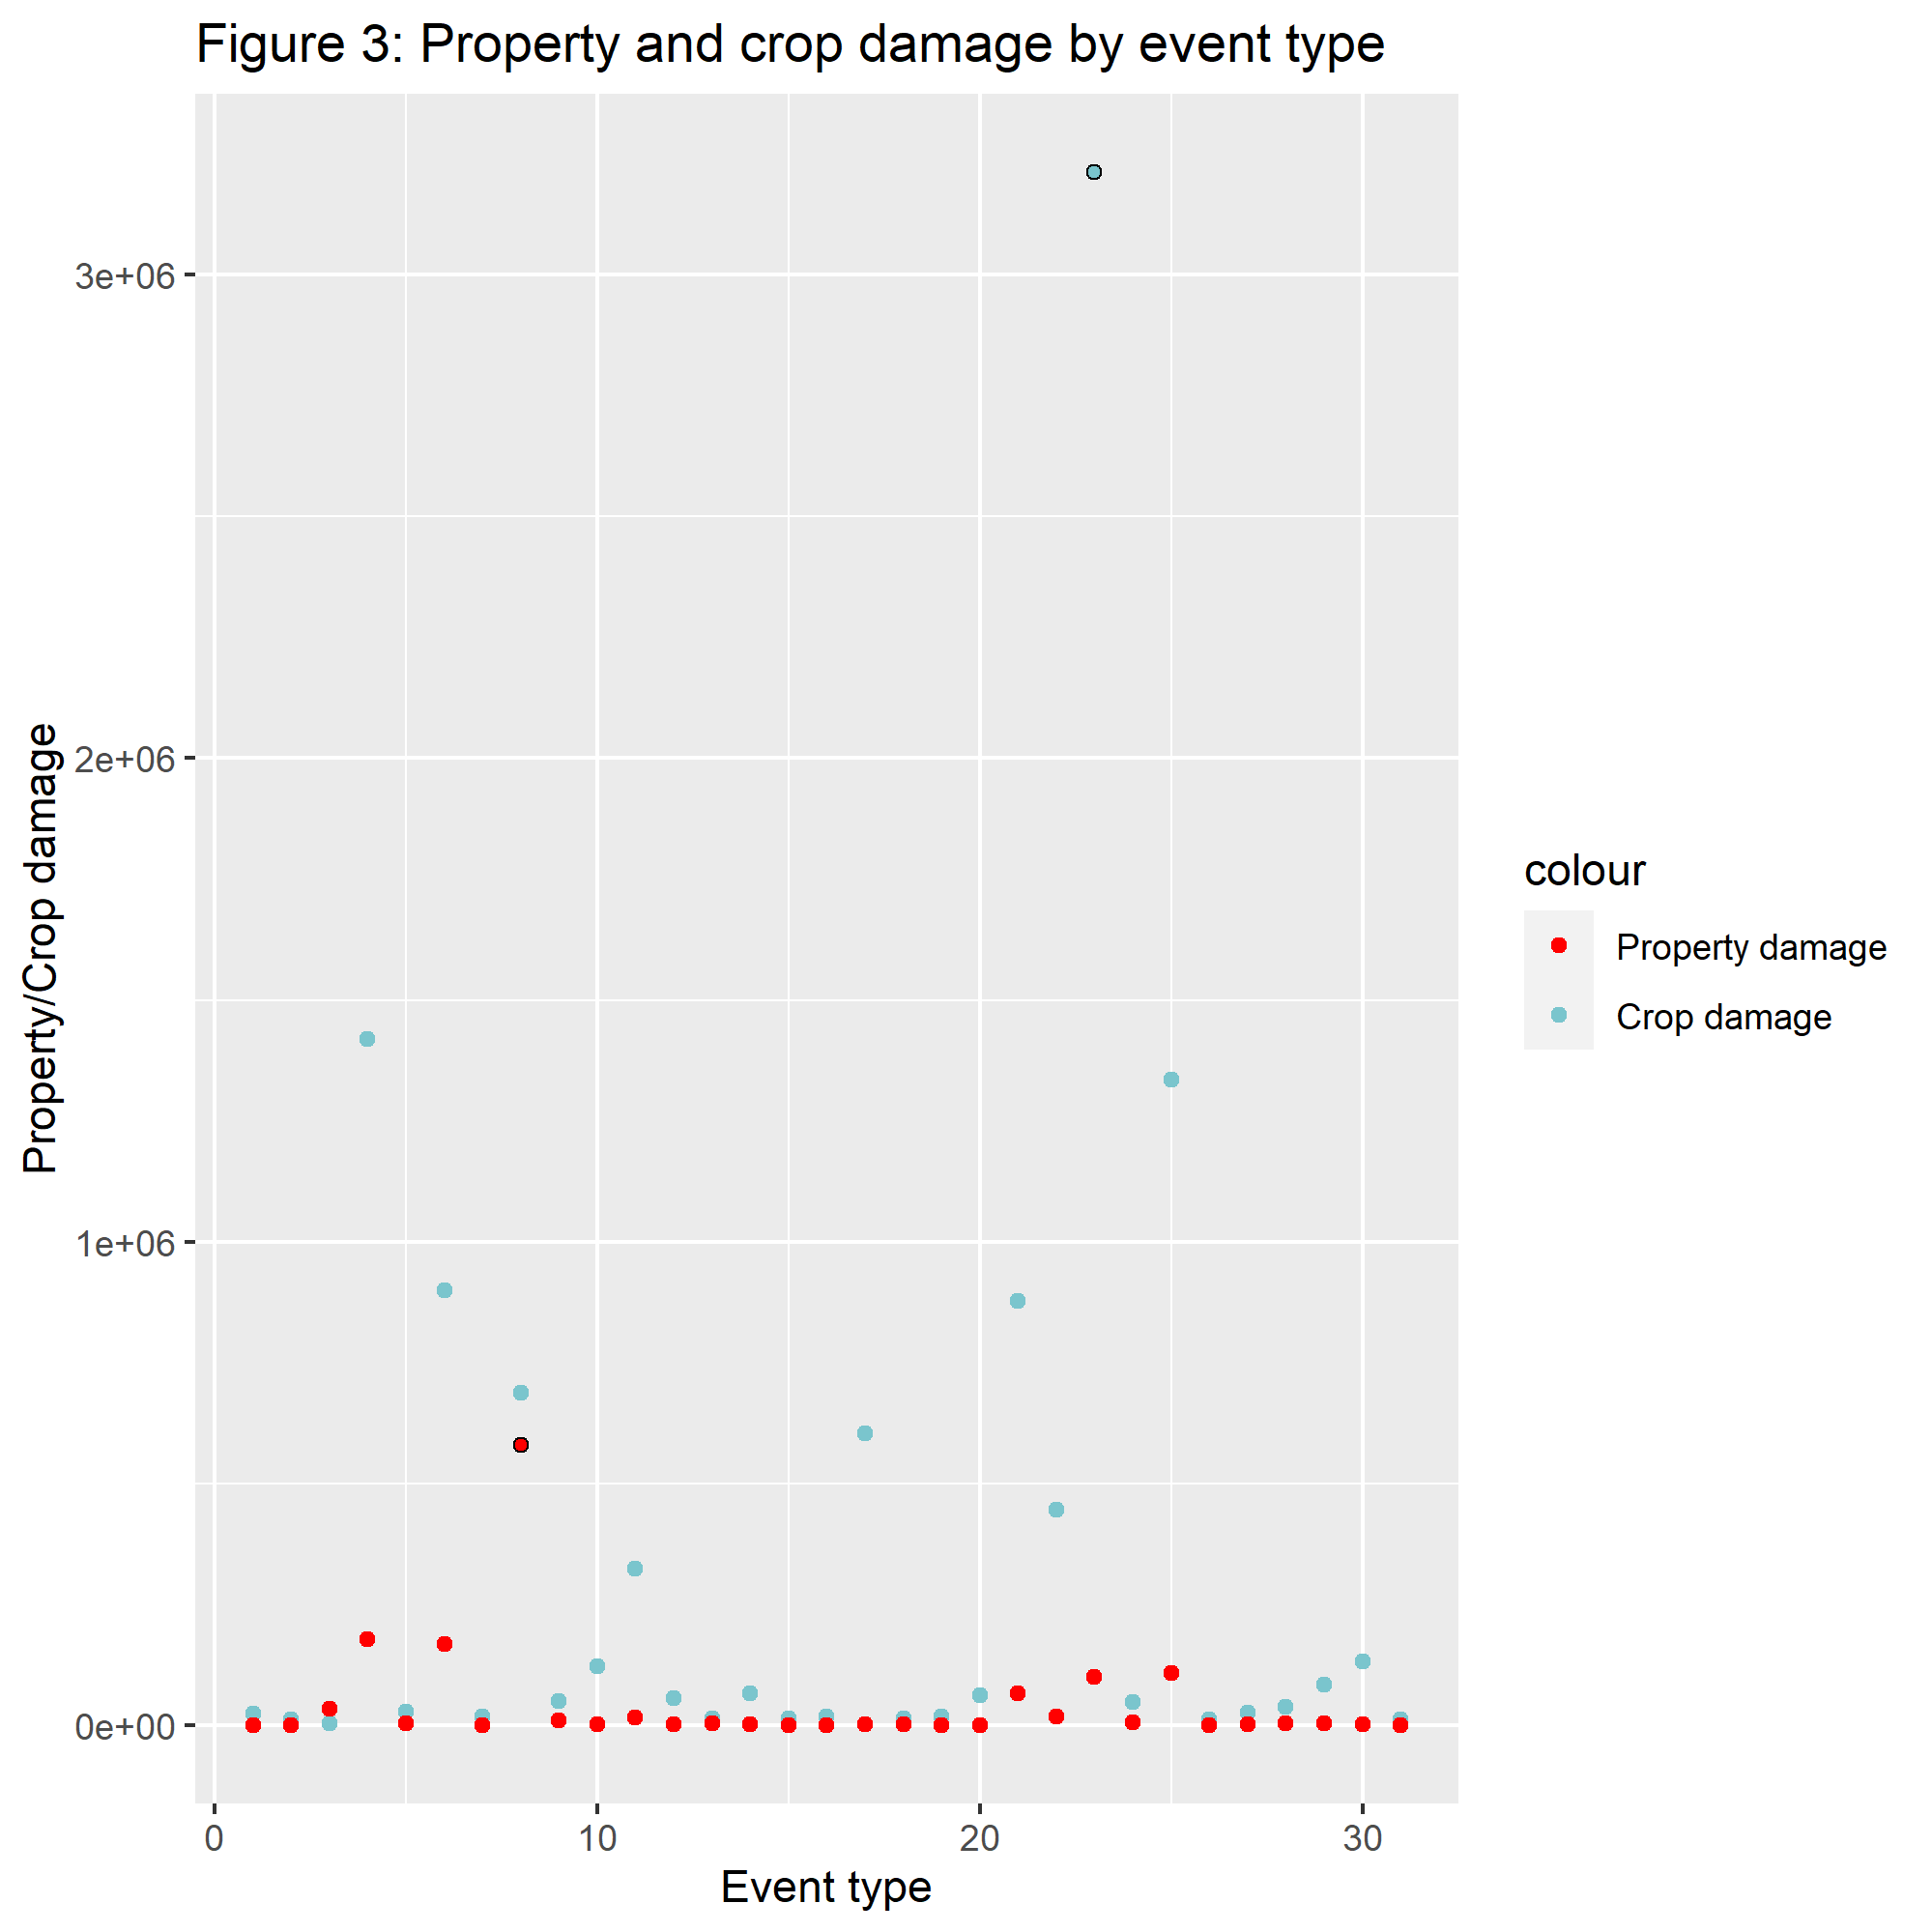 Figure 3: Property and crop damage by event type
Property/Crop damage
3e+06
2e+06
1e+06
0e+00
0
10
20
30
Event type
colour
Property damage
Crop damage